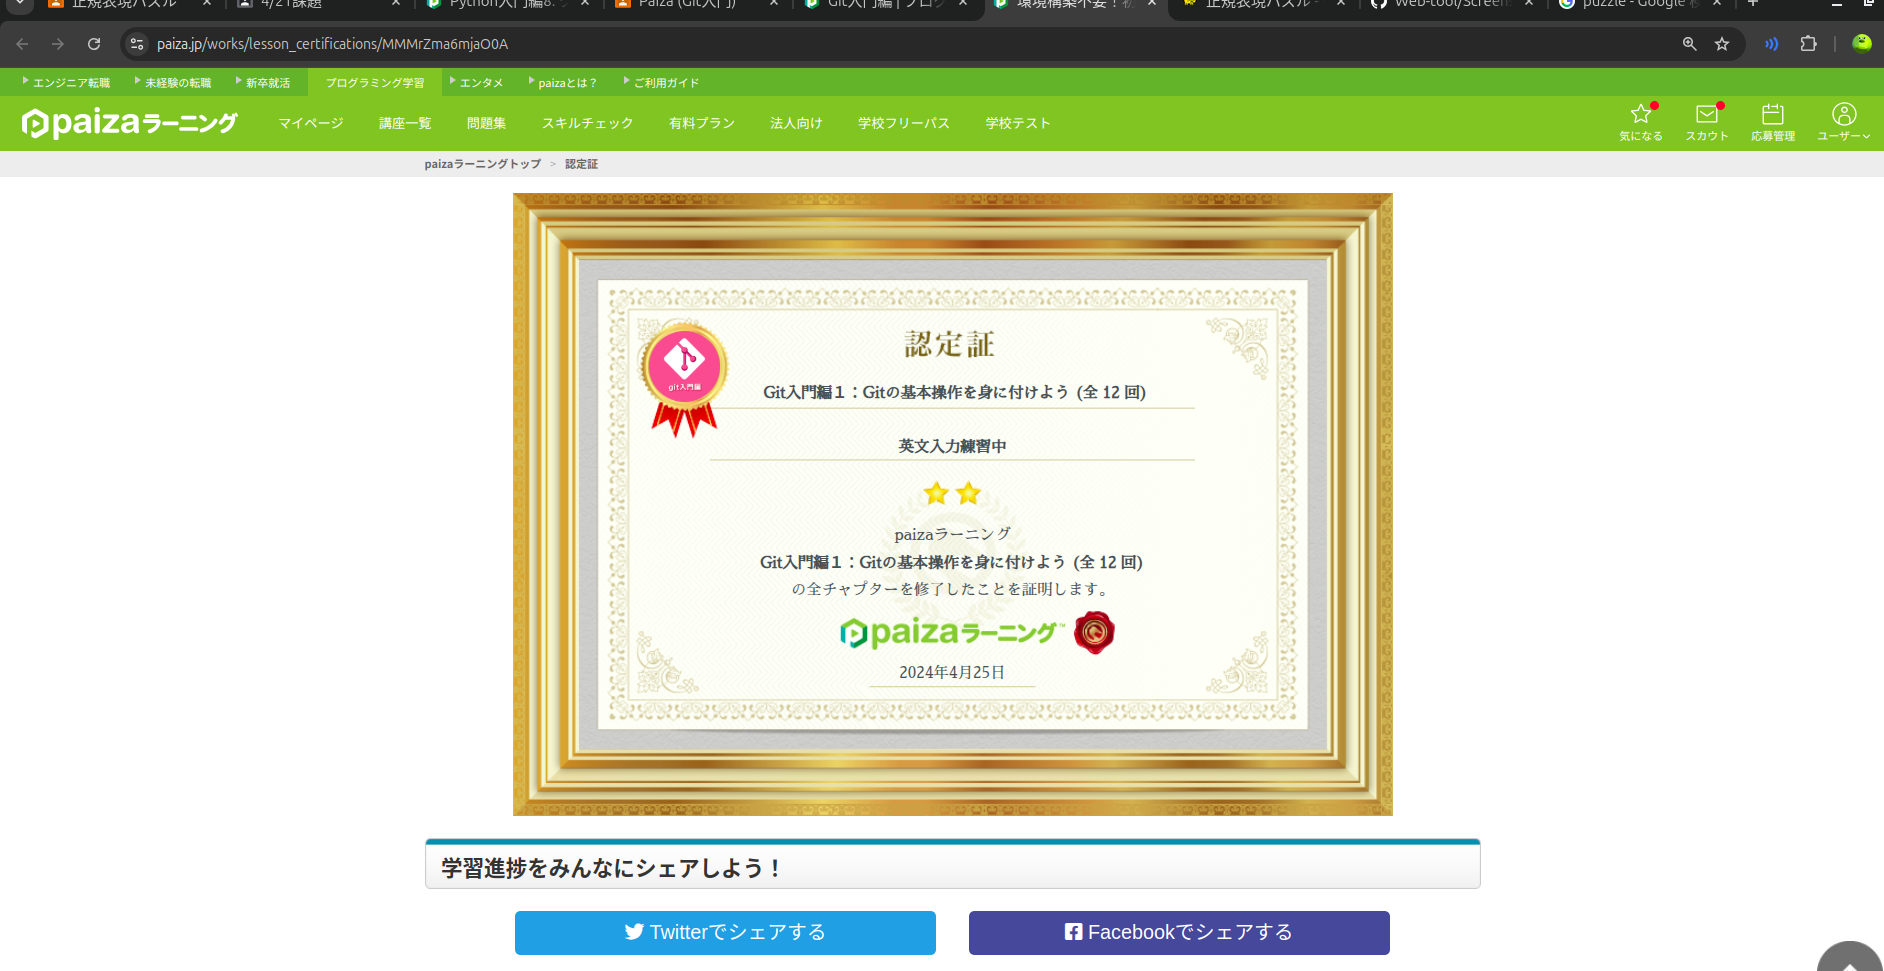 正規表現パズル
4/21課題
Python入門編8:
Paiza (Git入門)
Git入門編 | プログ
環境構築不要！初
正規表現パズル -
Web-tool/Screen
puzzle - Google
paiza.jp/works/lesson_certifications/MMMrZma6mjaO0A
エンジニア転職 未経験の転職 新卒就活 プログラミング学習 エンタメ paizaとは？ ご利用ガイド
paizaラーニング マイページ 講座一覧 問題集 スキルチェック 有料プラン 法人向け 学校フリーパス 学校テスト
気になる スカウト 応募管理 ユーザー
paizaラーニングトップ > 認定証
認定証
git入門編
Git入門編１：Gitの基本操作を身に付けよう (全 12 回)
英文入力練習中
paizaラーニング
Git入門編１：Gitの基本操作を身に付けよう (全 12 回)
の全チャプターを修了したことを証明します。
paizaラーニング™
2024年4月25日
学習進捗をみんなにシェアしよう！
Twitterでシェアする
Facebookでシェアする